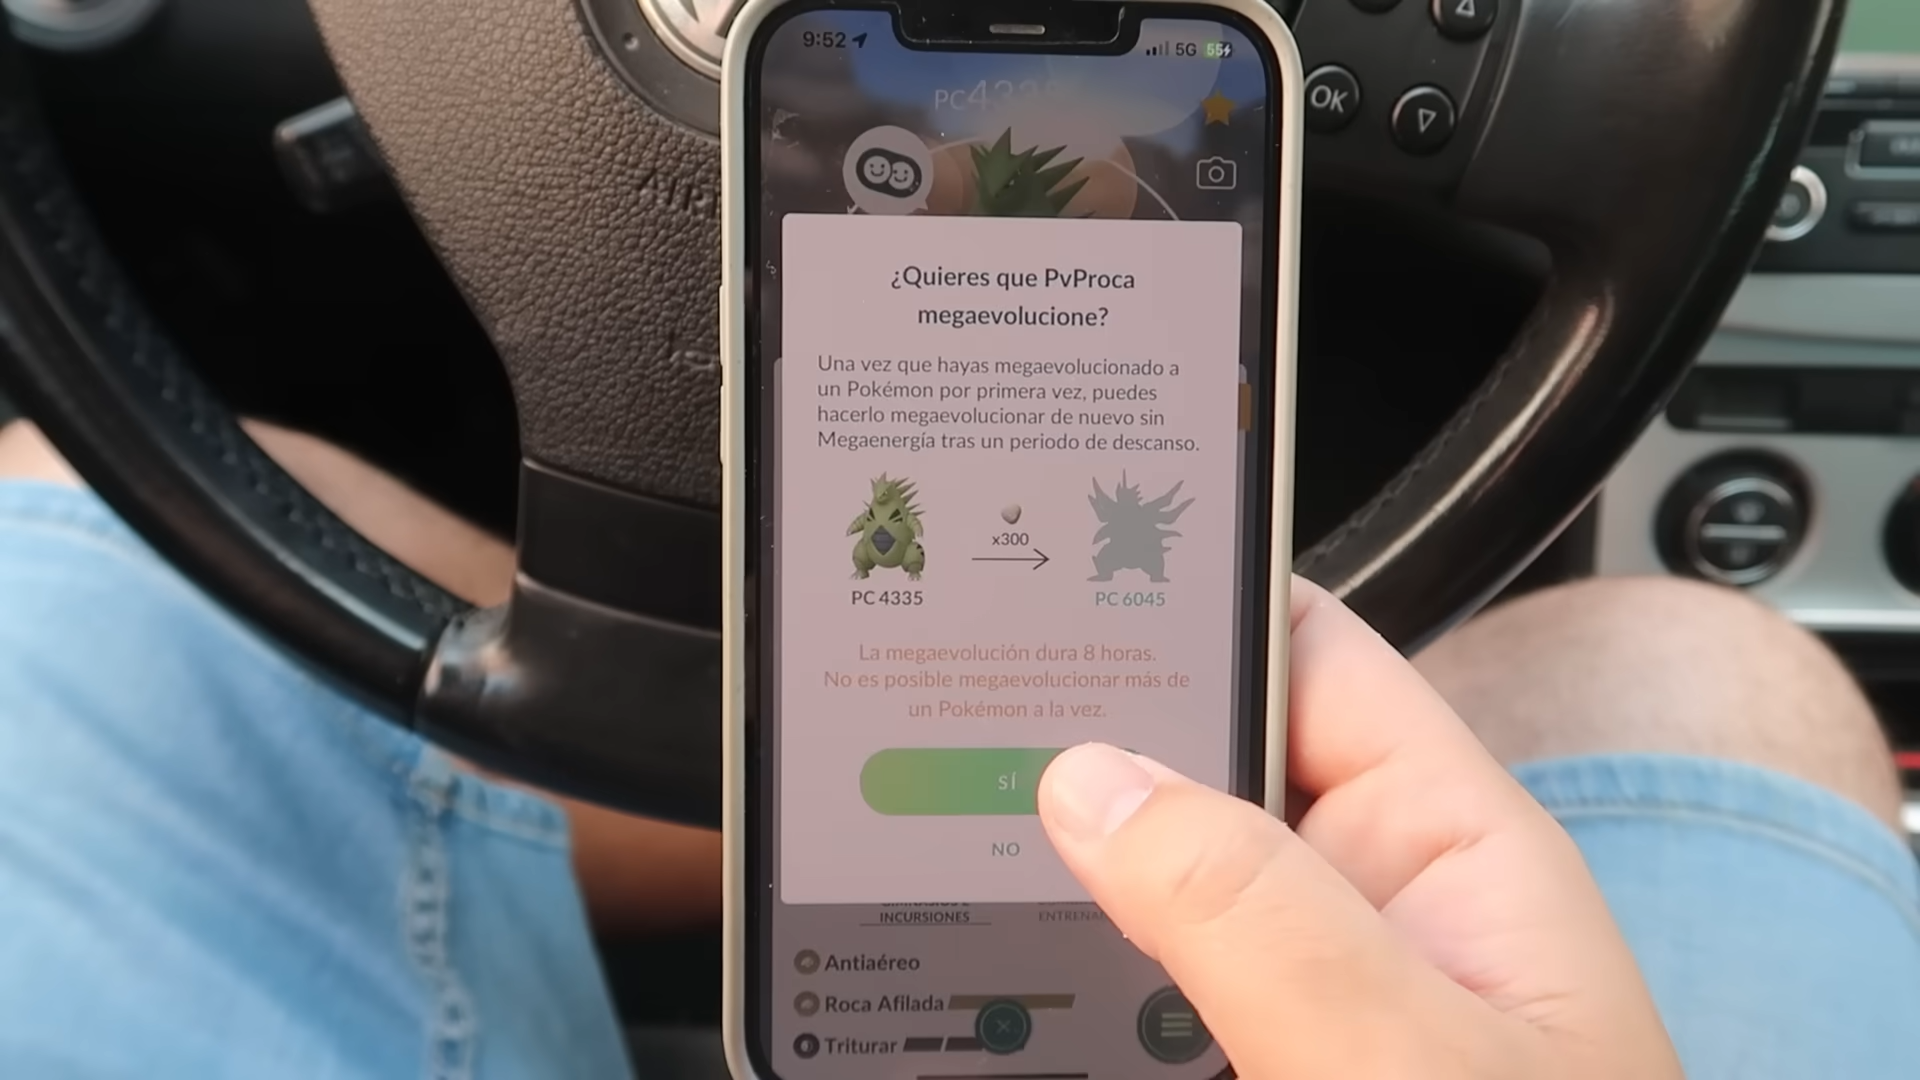 9:52
5G 55
PC4335
OK
¿Quieres que PvProca
megaevolucione?
Una vez que hayas megaevolucionado a
un Pokémon por primera vez, puedes
hacerlo megaevolucionar de nuevo sin
Megaenergía tras un periodo de descanso.
x300
PC 4335
PC 6045
La megaevolución dura 8 horas.
No es posible megaevolucionar más de
un Pokémon a la vez.
SÍ
NO
INCURSIONES
Antiaéreo
Roca Afilada
Triturar